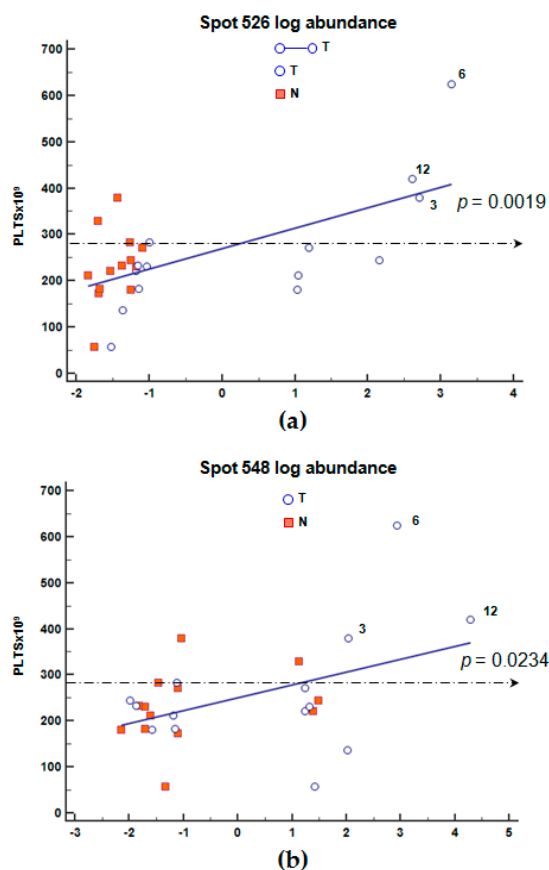 Spot 526 log abundance
T
T
N
700
600
500
400
300
200
100
0
PLTSx10⁹
6
12
3
p = 0.0019
-2
-1
0
1
2
3
4
(a)
Spot 548 log abundance
T
N
700
600
500
400
300
200
100
0
PLTSx10⁹
6
12
3
p = 0.0234
-3
-2
-1
0
1
2
3
4
5
(b)